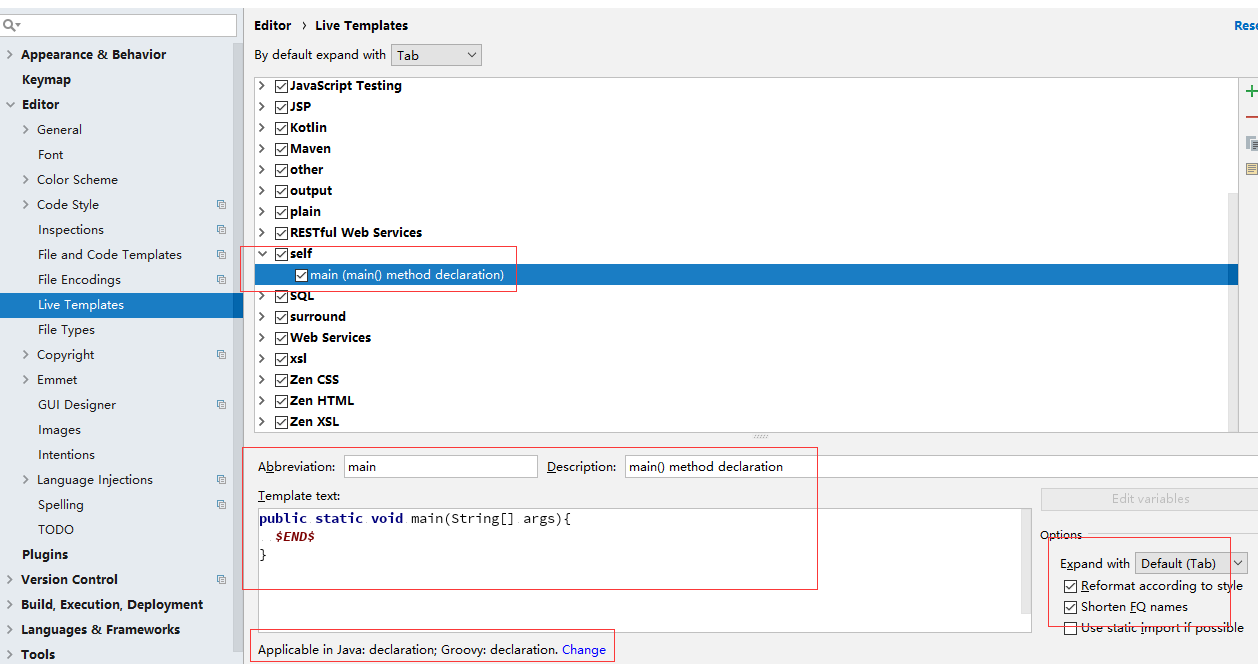 Appearance & Behavior
Keymap
Editor
General
Font
Color Scheme
Code Style
Inspections
File and Code Templates
File Encodings
Live Templates
File Types
Copyright
Emmet
GUI Designer
Images
Intentions
Language Injections
Spelling
TODO
Plugins
Version Control
Build, Execution, Deployment
Languages & Frameworks
Tools
Editor › Live Templates
Rese
By default expand with Tab
JavaScript Testing
JSP
Kotlin
Maven
other
output
plain
RESTful Web Services
self
main (main() method declaration)
SQL
surround
Web Services
xsl
Zen CSS
Zen HTML
Zen XSL
Abbreviation: main Description: main() method declaration
Template text:
public static void main(String[] args){
$END$
}
Edit variables
Options
Expand with Default (Tab)
Reformat according to style
Shorten FQ names
Use static import if possible
Applicable in Java: declaration; Groovy: declaration. Change